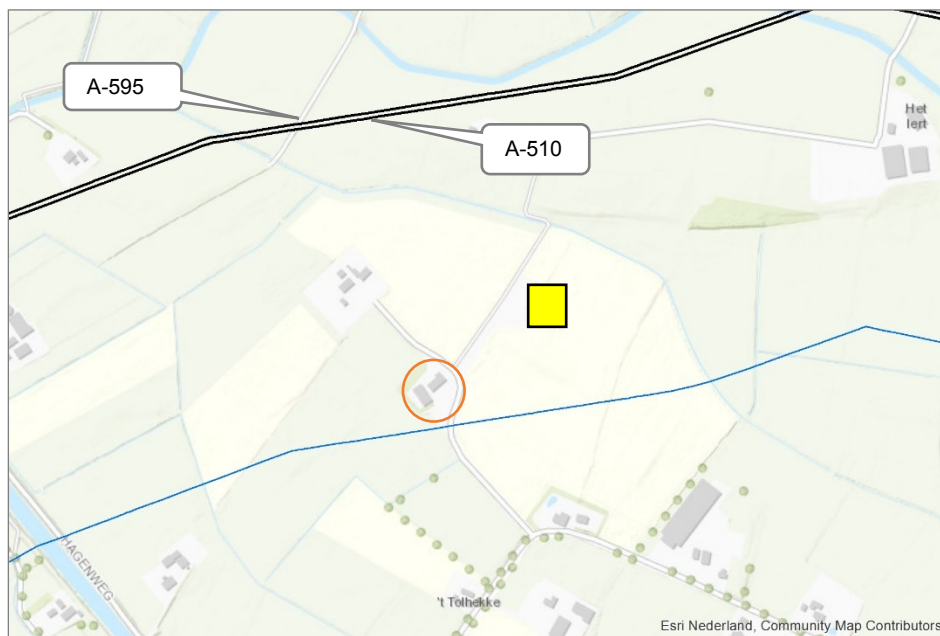 A-595
A-510
Het
Iert
HAGENWEG
't Tolhekke
Esri Nederland, Community Map Contributors